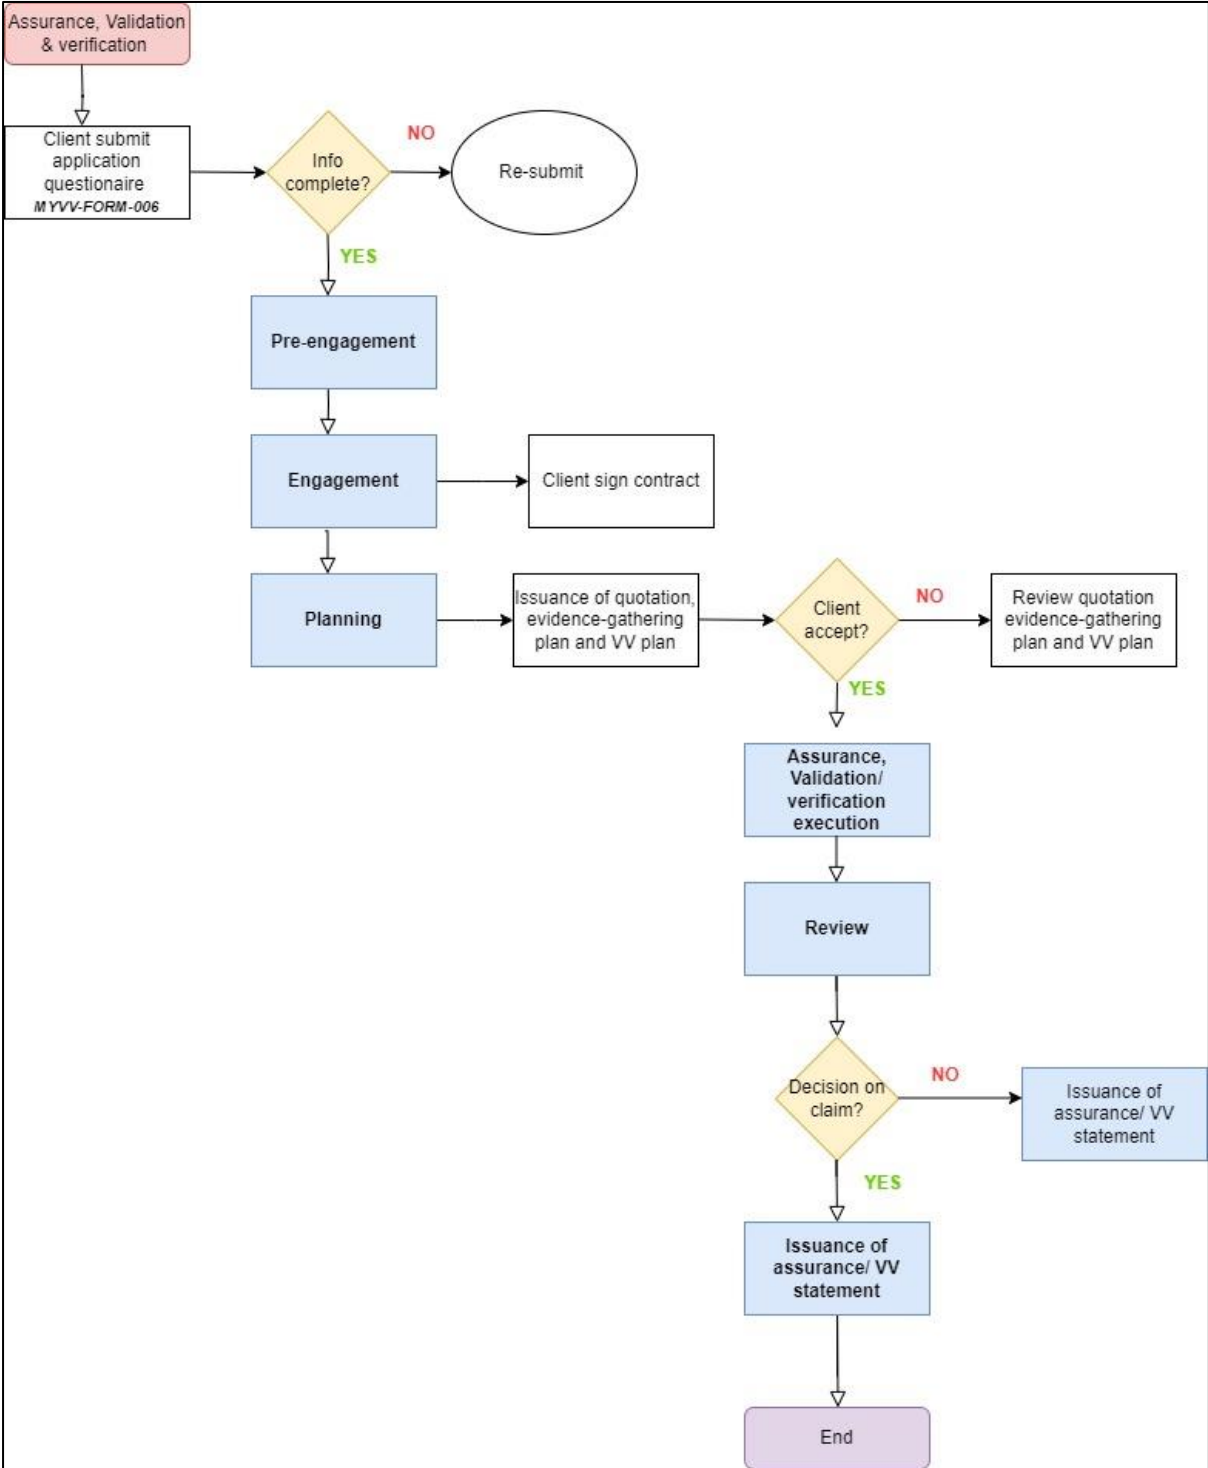 Assurance, Validation
& verification
Client submit
application
questionaire
MYVV-FORM-006
Info
complete?
NO
Re-submit
YES
Pre-engagement
Engagement
Client sign contract
Planning
Issuance of quotation,
evidence-gathering
plan and VV plan
Client
accept?
NO
Review quotation
evidence-gathering
plan and VV plan
YES
Assurance,
Validation/
verification
execution
Review
Decision on
claim?
NO
Issuance of
assurance/ VV
statement
YES
Issuance of
assurance/ VV
statement
End